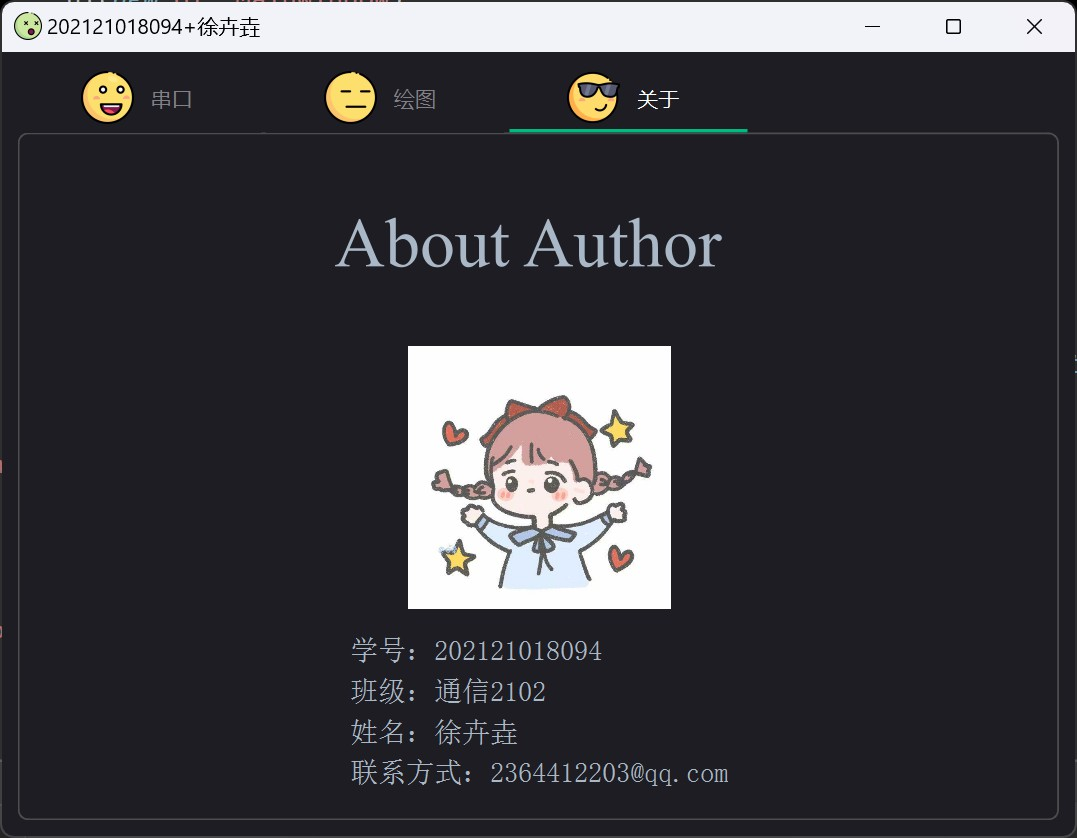 202121018094+徐卉垚
串口
绘图
关于
About Author
学号：202121018094
班级：通信2102
姓名：徐卉垚
联系方式：2364412203@qq.com